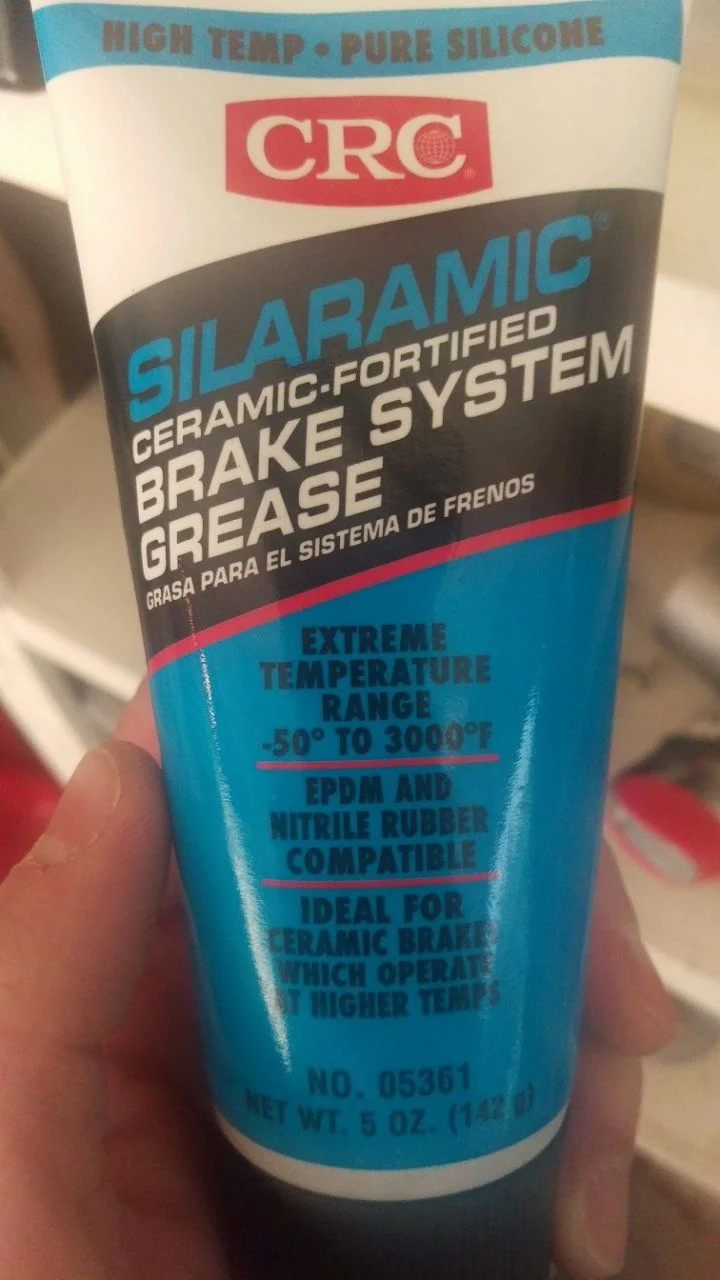 HIGH TEMP • PURE SILICONE
CRC®
SILARAMIC®
CERAMIC-FORTIFIED
BRAKE SYSTEM
GREASE
GRASA PARA EL SISTEMA DE FRENOS
EXTREME
TEMPERATURE
RANGE
-50° TO 3000°F
EPDM AND
NITRILE RUBBER
COMPATIBLE
IDEAL FOR
CERAMIC BRAKES
WHICH OPERATE
AT HIGHER TEMPS
NO. 05361
NET WT. 5 OZ. (142 g)